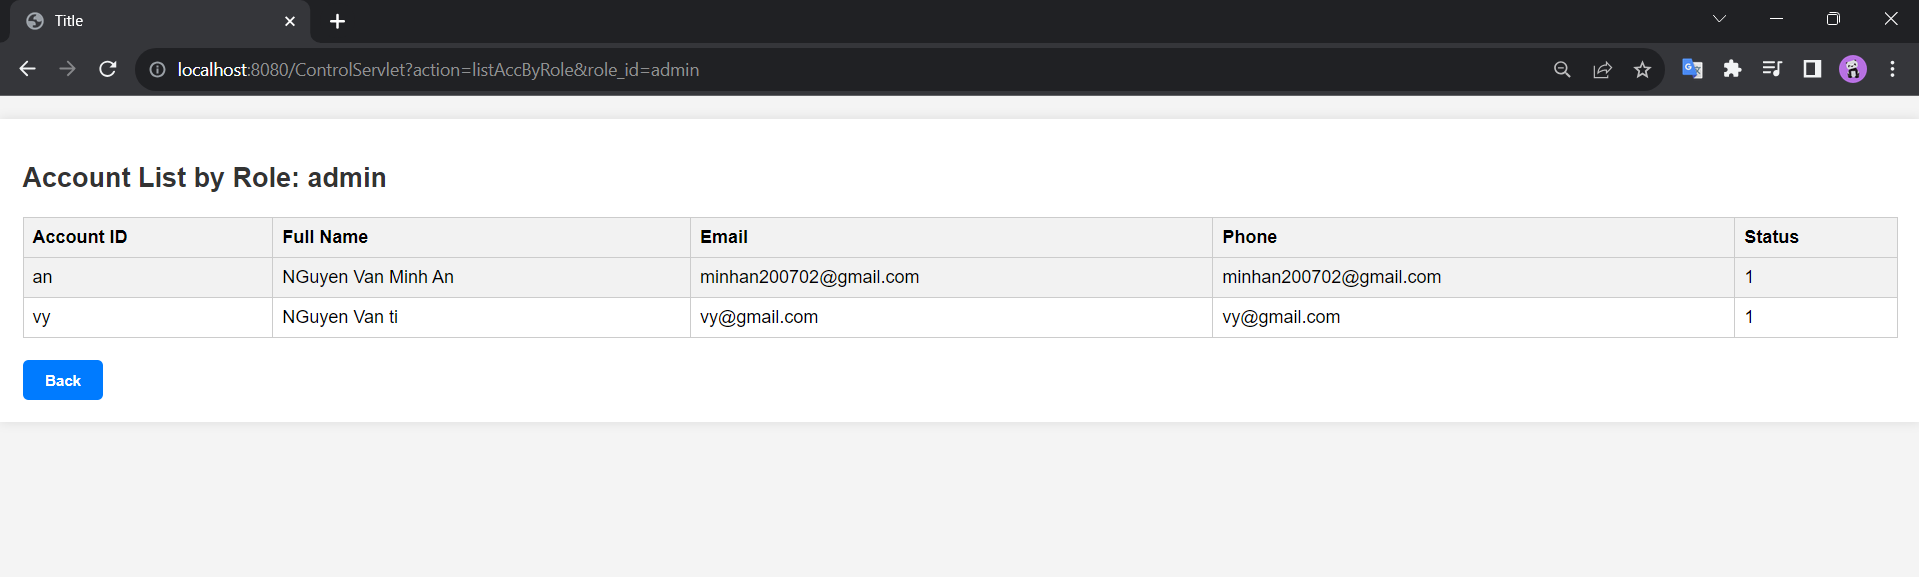 Title
localhost:8080/ControlServlet?action=listAccByRole&role_id=admin
Account List by Role: admin
Account ID Full Name Email Phone Status
an NGuyen Van Minh An minhan200702@gmail.com minhan200702@gmail.com 1
vy NGuyen Van ti vy@gmail.com vy@gmail.com 1
Back